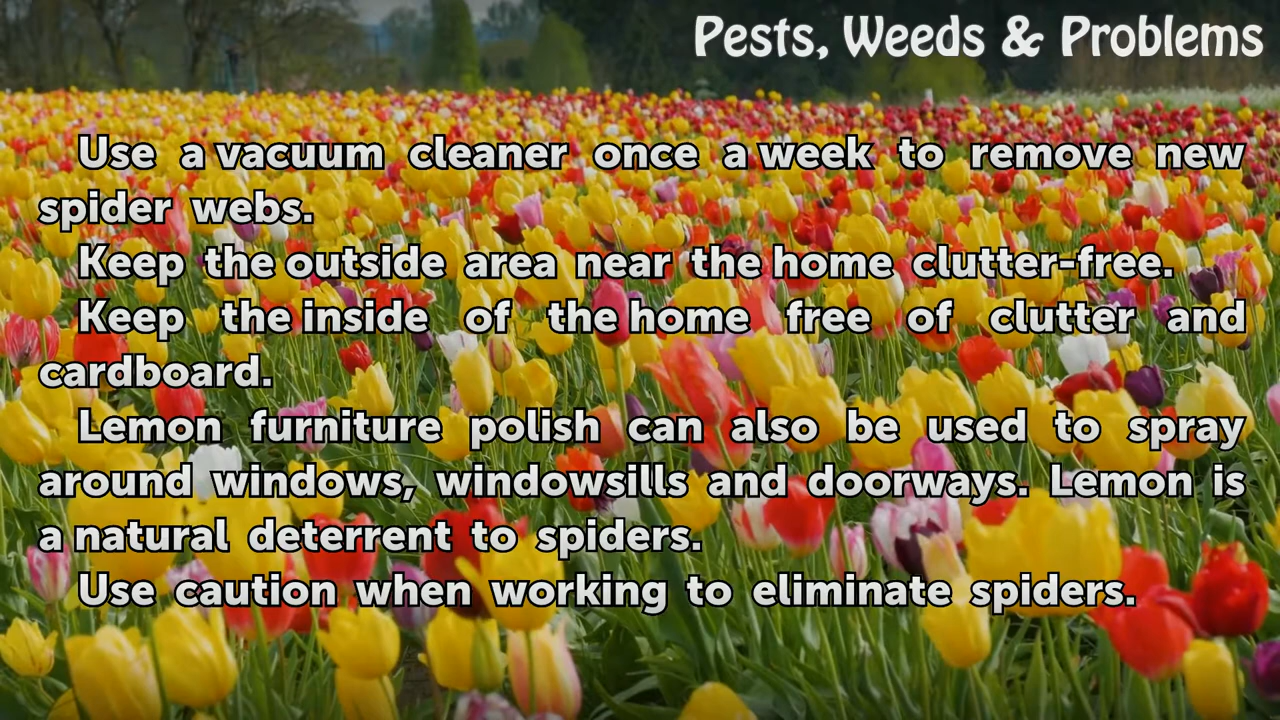 Pests, Weeds & Problems
Use a vacuum cleaner once a week to remove new
spider webs.
Keep the outside area near the home clutter-free.
Keep the inside of the home free of clutter and
cardboard.
Lemon furniture polish can also be used to spray
around windows, windowsills and doorways. Lemon is
a natural deterrent to spiders.
Use caution when working to eliminate spiders.